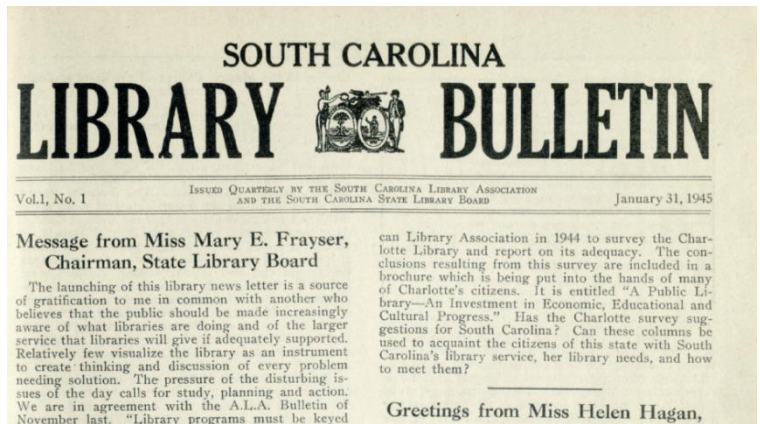 SOUTH CAROLINA
LIBRARY BULLETIN
Vol.1, No. 1
Issued Quarterly by the South Carolina Library Association
and the South Carolina State Library Board
January 31, 1945
Message from Miss Mary E. Frayser,
Chairman, State Library Board
The launching of this library news letter is a source
of gratification to me in common with another who
believes that the public should be made increasingly
aware of what libraries are doing and of the larger
service that libraries will give if adequately supported.
Relatively few visualize the library as an instrument
to create thinking and discussion of every problem
needing solution. The pressure of the disturbing is-
sues of the day calls for study, planning and action.
We are in agreement with the A.L.A. Bulletin of
November last. "Library programs must be keyed
can Library Association in 1944 to survey the Char-
lotte Library and report on its adequacy. The con-
clusions resulting from this survey are included in a
brochure which is being put into the hands of many
of Charlotte's citizens. It is entitled "A Public Li-
brary—An Investment in Economic, Educational and
Cultural Progress." Has the Charlotte survey sug-
gestions for South Carolina? Can these columns be
used to acquaint the citizens of this state with South
Carolina's library service, her library needs, and how
to meet them?
Greetings from Miss Helen Hagan,